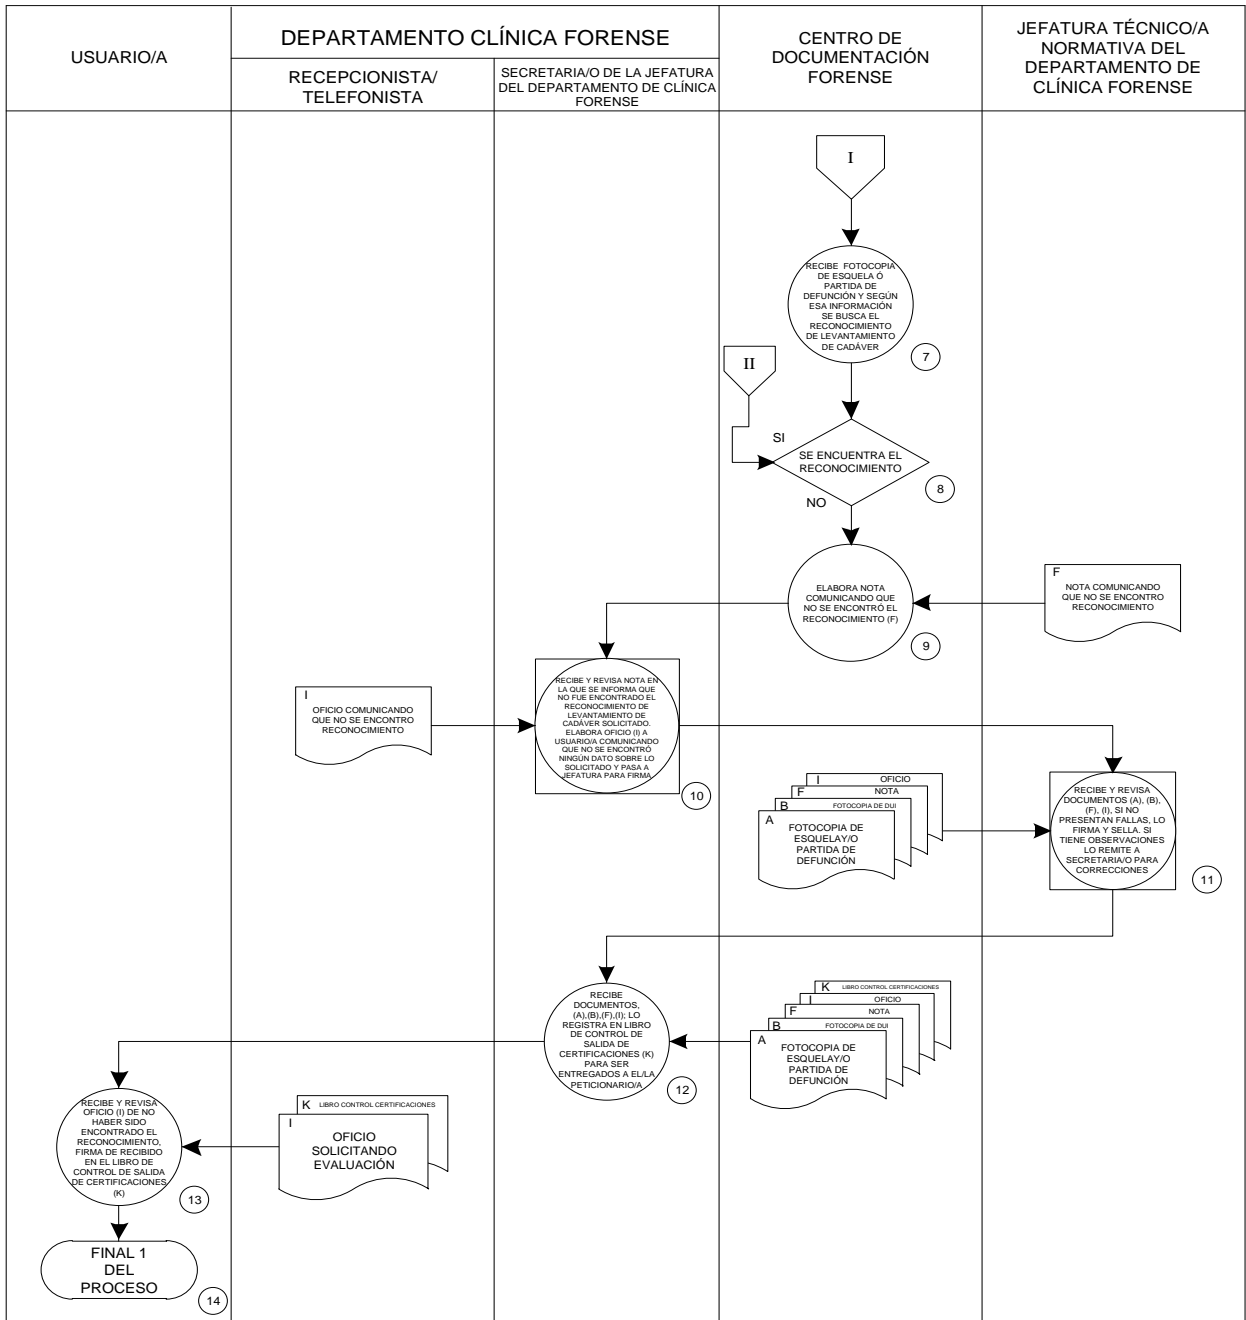 USUARIO/A
DEPARTAMENTO CLÍNICA FORENSE
RECEPCIONISTA/
TELEFONISTA
SECRETARIA/O DE LA JEFATURA
DEL DEPARTAMENTO DE CLÍNICA
FORENSE
CENTRO DE
DOCUMENTACIÓN
FORENSE
JEFATURA TÉCNICO/A
NORMATIVA DEL
DEPARTAMENTO DE
CLÍNICA FORENSE
I
RECIBE FOTOCOPIA
DE ESQUELA Ó
PARTIDA DE
DEFUNCIÓN Y SEGÚN
ESA INFORMACIÓN
SE BUSCA EL
RECONOCIMIENTO
DE LEVANTAMIENTO
DE CADÁVER
7
II
SI
SE ENCUENTRA EL
RECONOCIMIENTO
8
NO
ELABORA NOTA
COMUNICANDO QUE
NO SE ENCONTRÓ EL
RECONOCIMIENTO (F)
9
F
NOTA COMUNICANDO
QUE NO SE ENCONTRO
RECONOCIMIENTO
I
OFICIO COMUNICANDO
QUE NO SE ENCONTRO
RECONOCIMIENTO
RECIBE Y REVISA NOTA EN
LA QUE SE INFORMA QUE
NO FUE ENCONTRADO EL
RECONOCIMIENTO DE
LEVANTAMIENTO DE
CADÁVER SOLICITADO.
ELABORA OFICIO (I) A
USUARIO/A COMUNICANDO
QUE NO SE ENCONTRÓ
NINGÚN DATO SOBRE LO
SOLICITADO Y PASA A
JEFATURA PARA FIRMA
10
I OFICIO
F NOTA
B FOTOCOPIA DE DUI
A
FOTOCOPIA DE
ESQUELAY/O
PARTIDA DE
DEFUNCIÓN
RECIBE Y REVISA
DOCUMENTOS (A), (B),
(F), (I), SI NO
PRESENTAN FALLAS, LO
FIRMA Y SELLA. SI
TIENE OBSERVACIONES
LO REMITE A
SECRETARIA/O PARA
CORRECCIONES
11
RECIBE
DOCUMENTOS,
(A),(B),(F),(I); LO
REGISTRA EN LIBRO
DE CONTROL DE
SALIDA DE
CERTIFICACIONES (K)
PARA SER
ENTREGADOS A EL/LA
PETICIONARIO/A
12
K LIBRO CONTROL CERTIFICACIONES
I OFICIO
F NOTA
B FOTOCOPIA DE DUI
A
FOTOCOPIA DE
ESQUELAY/O
PARTIDA DE
DEFUNCIÓN
RECIBE Y REVISA
OFICIO (I) DE NO
HABER SIDO
ENCONTRADO EL
RECONOCIMIENTO,
FIRMA DE RECIBIDO
EN EL LIBRO DE
CONTROL DE SALIDA
DE CERTIFICACIONES
(K)
13
K LIBRO CONTROL CERTIFICACIONES
I
OFICIO
SOLICITANDO
EVALUACIÓN
FINAL 1
DEL
PROCESO
14